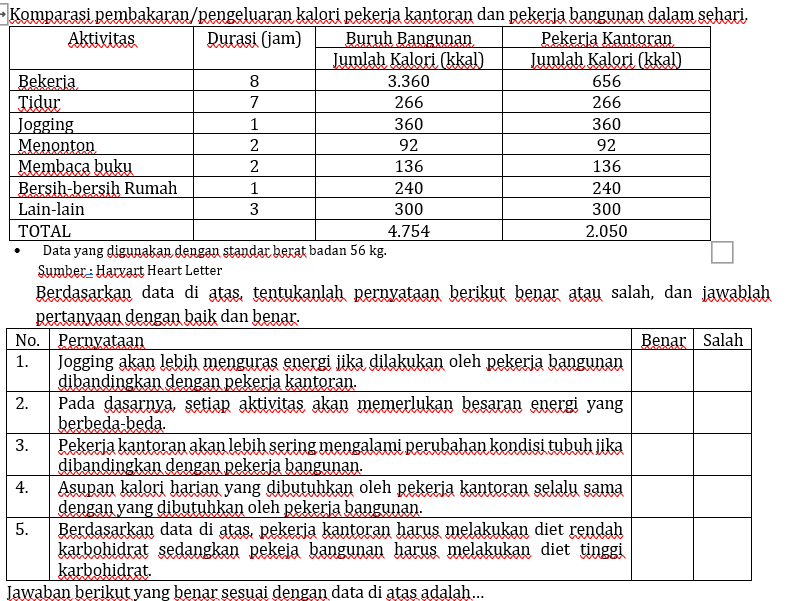 Komparasi pembakaran/pengeluaran kalori pekerja kantoran dan pekerja bangunan dalam sehari.
Aktivitas Durasi (jam) Buruh Bangunan Pekerja Kantoran
Jumlah Kalori (kkal) Jumlah Kalori (kkal)
Bekerja 8 3.360 656
Tidur 7 266 266
Jogging 1 360 360
Menonton 2 92 92
Membaca buku 2 136 136
Bersih-bersih Rumah 1 240 240
Lain-lain 3 300 300
TOTAL 4.754 2.050
• Data yang digunakan dengan standar berat badan 56 kg.
Sumber : Harvart Heart Letter
Berdasarkan data di atas, tentukanlah pernyataan berikut benar atau salah, dan jawablah
pertanyaan dengan baik dan benar.
No. Pernyataan Benar Salah
1. Jogging akan lebih menguras energi jika dilakukan oleh pekerja bangunan
dibandingkan dengan pekerja kantoran.
2. Pada dasarnya, setiap aktivitas akan memerlukan besaran energi yang
berbeda-beda.
3. Pekerja kantoran akan lebih sering mengalami perubahan kondisi tubuh jika
dibandingkan dengan pekerja bangunan.
4. Asupan kalori harian yang dibutuhkan oleh pekerja kantoran selalu sama
dengan yang dibutuhkan oleh pekerja bangunan.
5. Berdasarkan data di atas, pekerja kantoran harus melakukan diet rendah
karbohidrat sedangkan pekeja bangunan harus melakukan diet tinggi
karbohidrat.
Jawaban berikut yang benar sesuai dengan data di atas adalah...